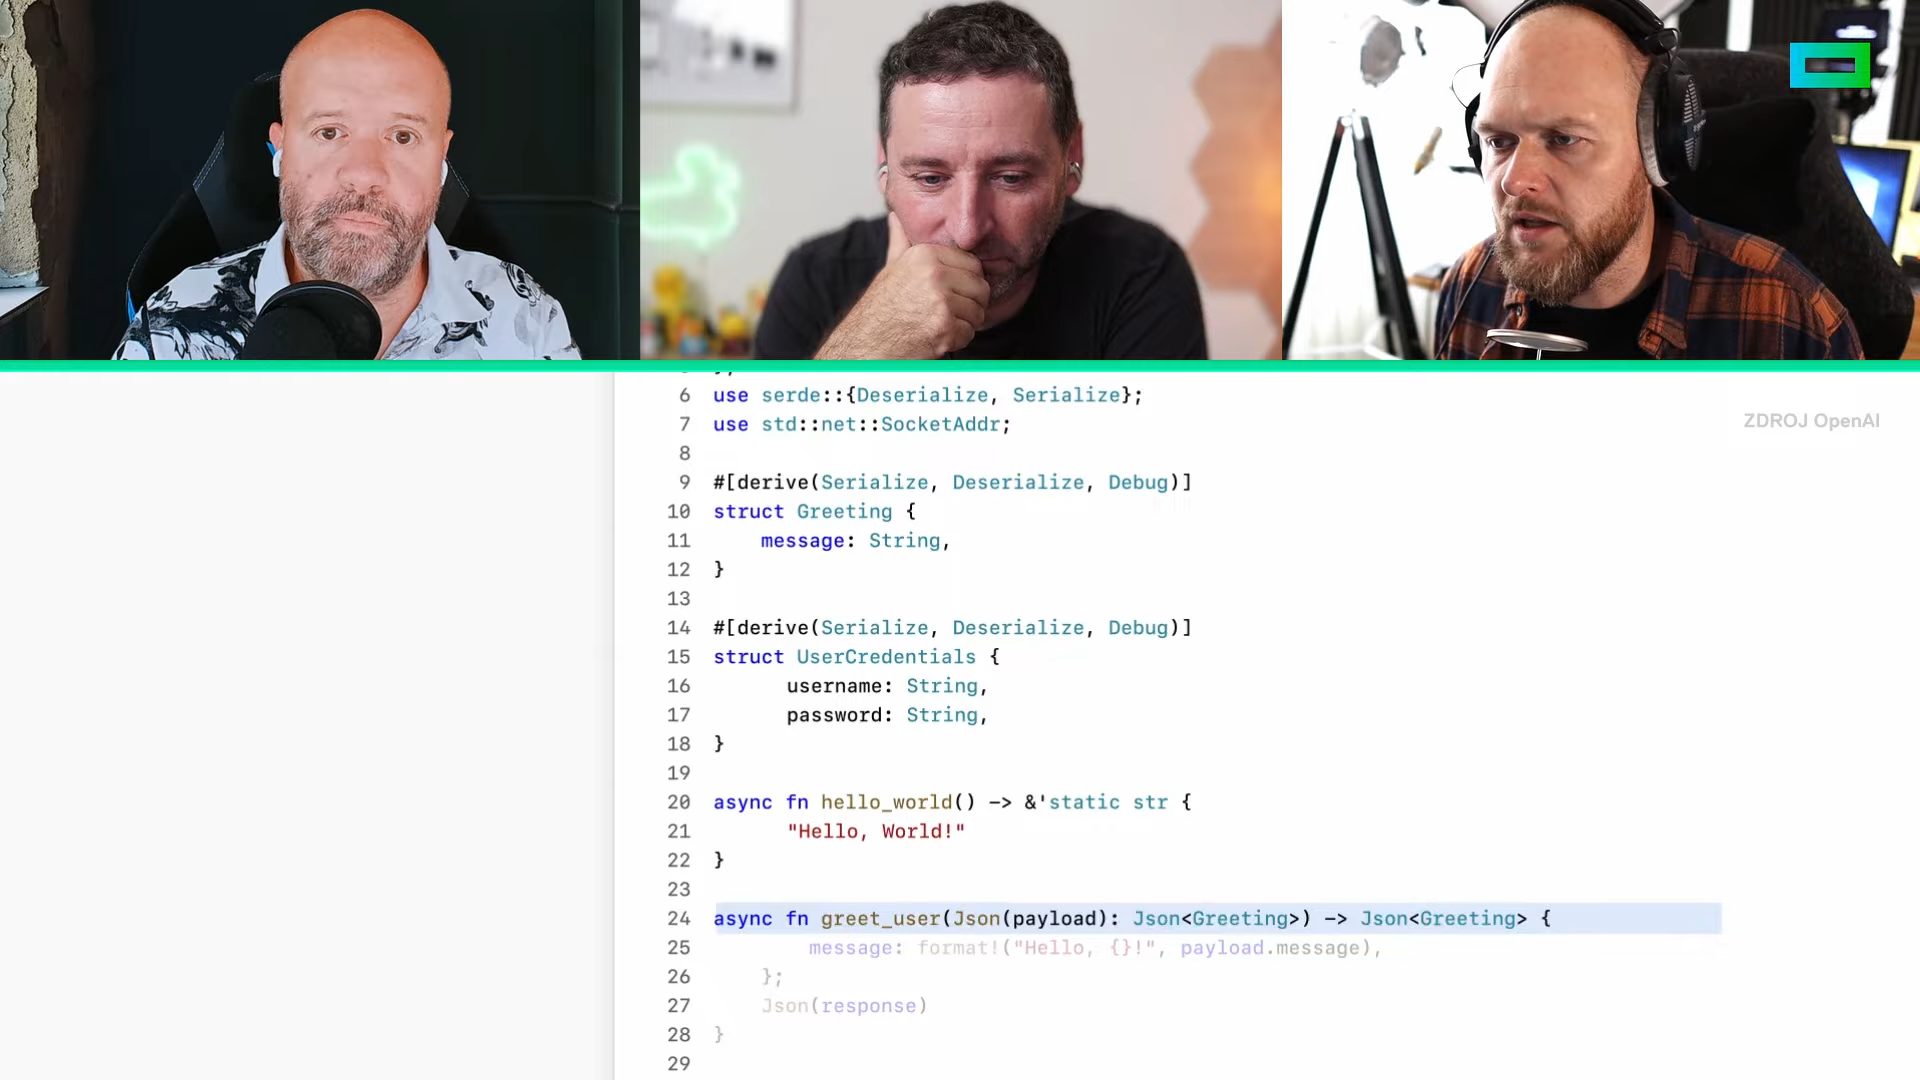 6 use serde::{Deserialize, Serialize};
7 use std::net::SocketAddr;
ZDROJ OpenAI
8
9 #[derive(Serialize, Deserialize, Debug)]
10 struct Greeting {
11 message: String,
12 }
13
14 #[derive(Serialize, Deserialize, Debug)]
15 struct UserCredentials {
16 username: String,
17 password: String,
18 }
19
20 async fn hello_world() -> &'static str {
21 "Hello, World!"
22 }
23
24 async fn greet_user(Json(payload): Json<Greeting>) -> Json<Greeting> {
25 message: format!("Hello, {}!", payload.message),
26 };
27 Json(response)
28 }
29